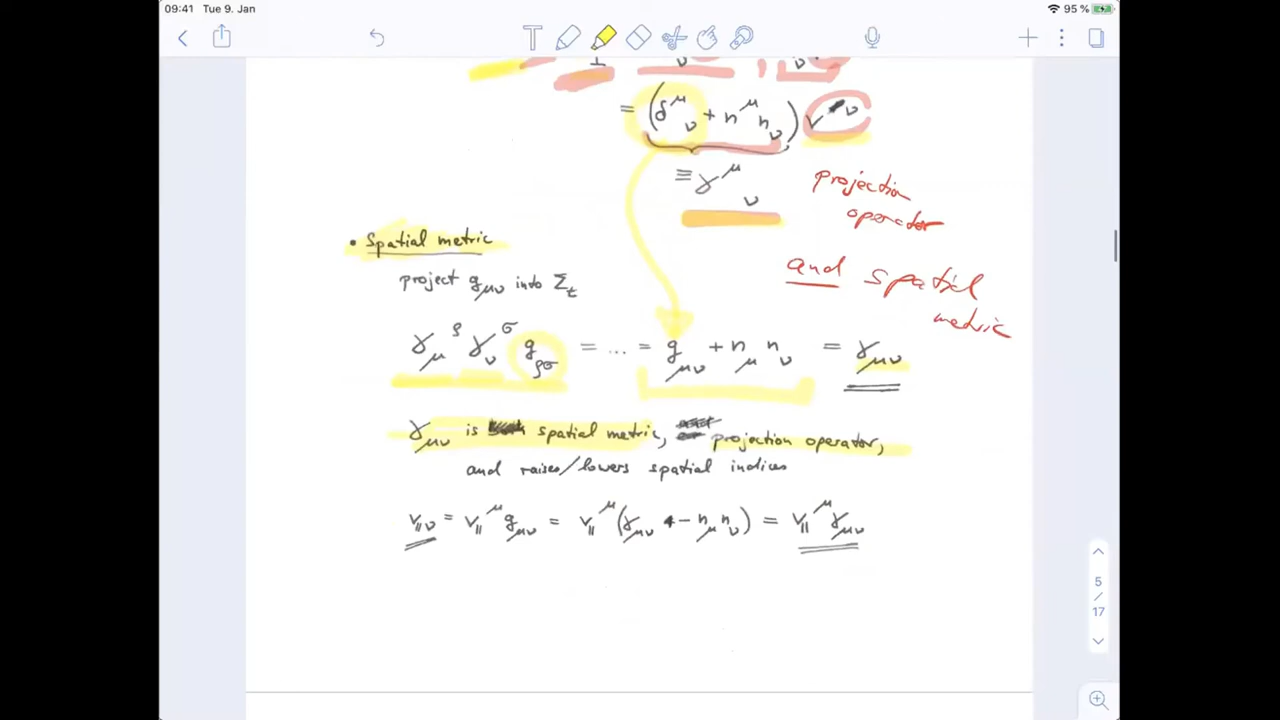 09:41 Tue 9. Jan 95 %
= (δ^μ_ν + n^μ n_ν) v^ν
≡ γ^μ_ν
projection
operator
and spatial
metric
• Spatial metric
project g_μν into Σ_t
γ_μ^ρ γ_ν^σ g_ρσ = ... = g_μν + n_μ n_ν = γ_μν
γ_μν is spatial metric, projection operator,
and raises/lowers spatial indices
v_∥ν = v_∥^μ g_μν = v_∥^μ (γ_μν - n_μ n_ν) = v_∥^μ γ_μν
5
/
17